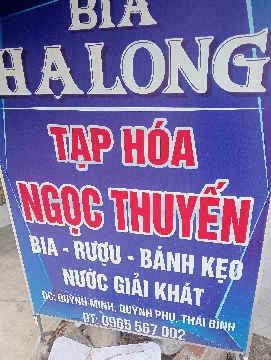 BIA
HALONG
TẠP HÓA
NGỌC THUYẾN
BIA - RƯỢU - BÁNH KẸO
NƯỚC GIẢI KHÁT
ĐC: QUỲNH MINH, QUỲNH PHỤ, THÁI BÌNH
ĐT: 0965 567 002